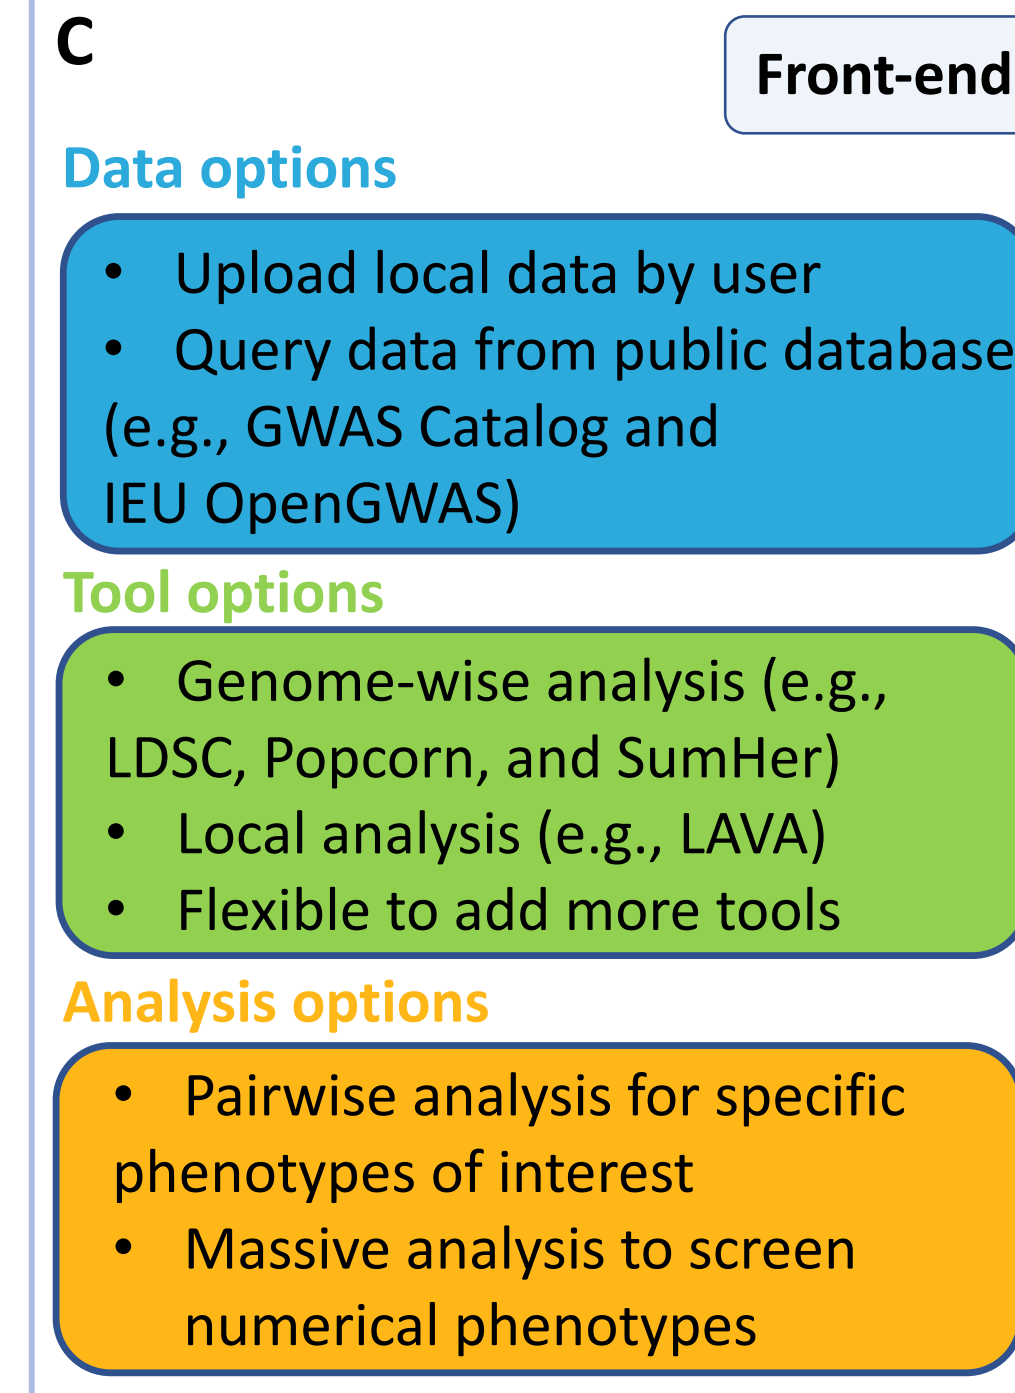 C
Front-end
Data options
• Upload local data by user
• Query data from public database
(e.g., GWAS Catalog and
IEU OpenGWAS)
Tool options
• Genome-wise analysis (e.g.,
LDSC, Popcorn, and SumHer)
• Local analysis (e.g., LAVA)
• Flexible to add more tools
Analysis options
• Pairwise analysis for specific
phenotypes of interest
• Massive analysis to screen
numerical phenotypes